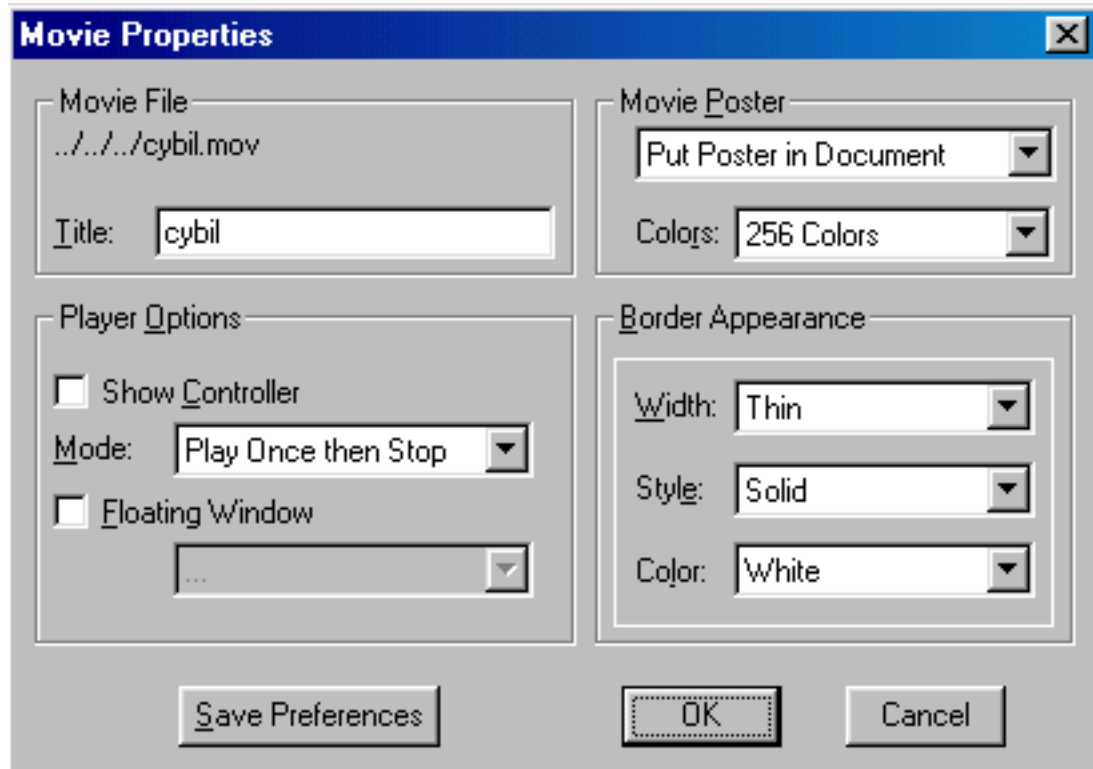 Movie Properties
Movie File
../../../cybil.mov
Title: cybil
Movie Poster
Put Poster in Document
Colors: 256 Colors
Player Options
Show Controller
Mode: Play Once then Stop
Floating Window
...
Border Appearance
Width: Thin
Style: Solid
Color: White
Save Preferences
OK
Cancel